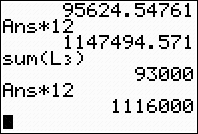 95624.54761
Ans*12
1147494.571
sum(L₃)
93000
Ans*12
1116000